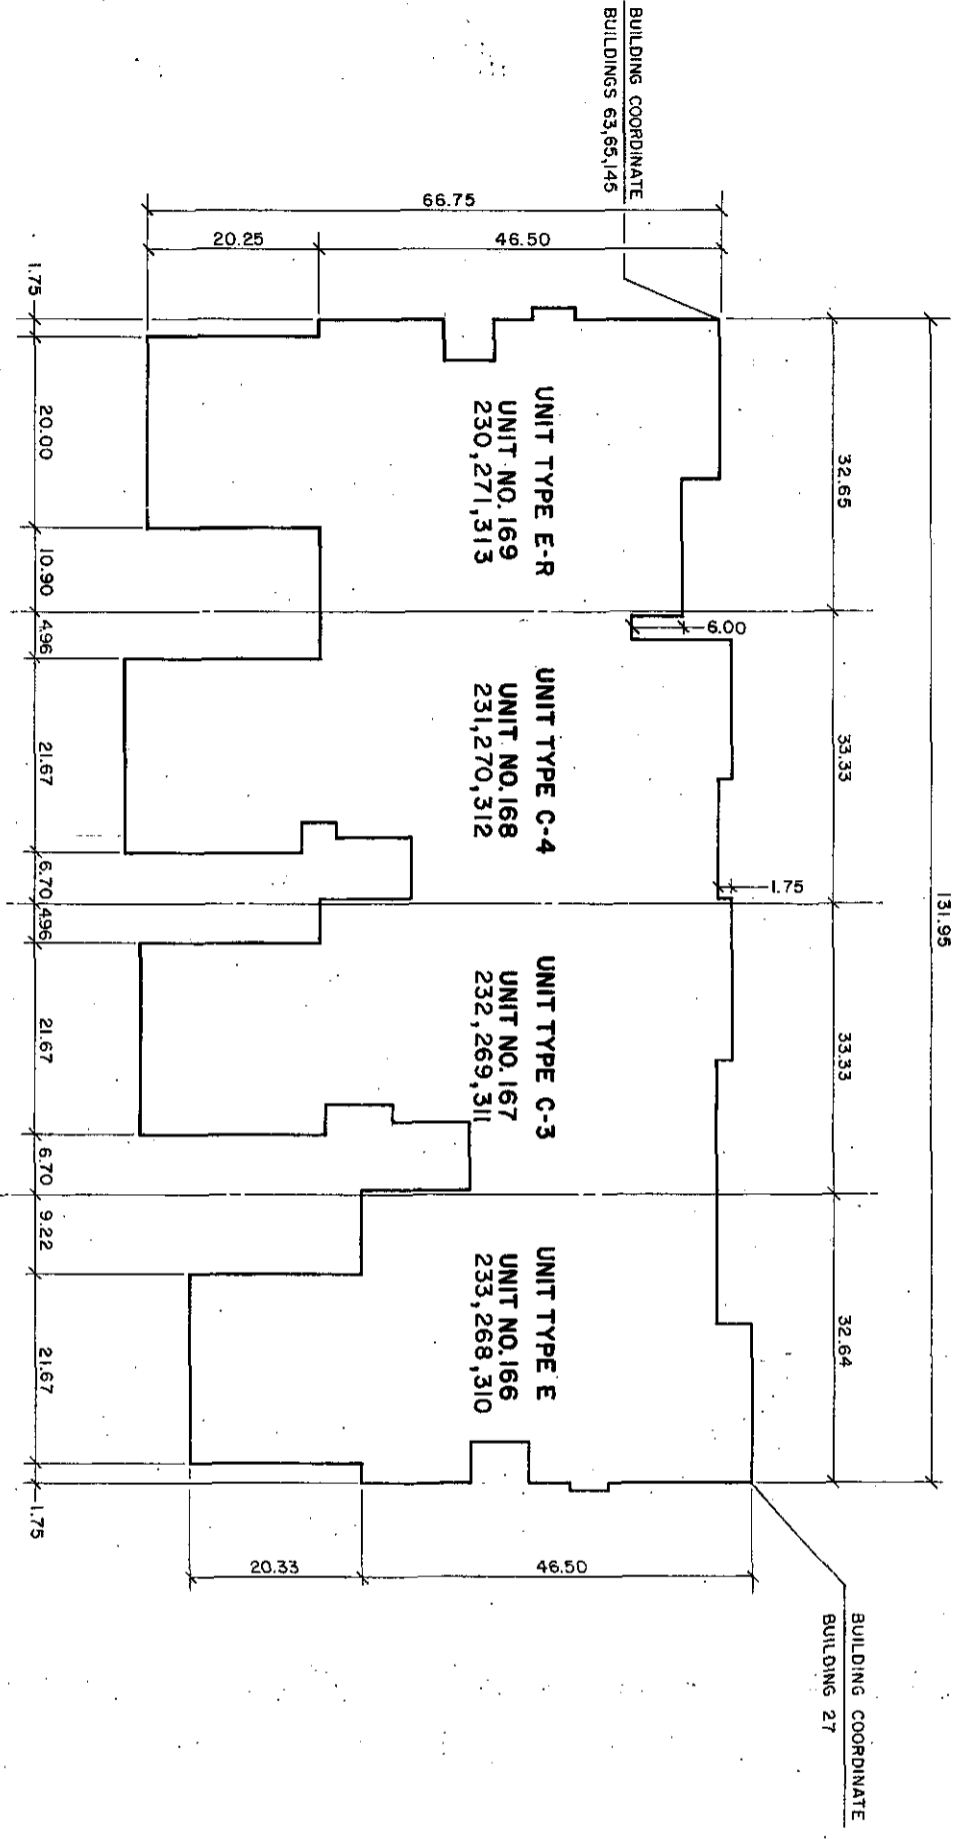 BUILDING COORDINATE
BUILDINGS 63,65,145
66.75
20.25
46.50
1.75
20.00
10.90
4.96
21.67
6.70
4.96
21.67
6.70
9.22
21.67
1.75
32.65
33.33
33.33
32.64
131.95
6.00
1.75
UNIT TYPE E-R
UNIT NO. 169
230,271,313
UNIT TYPE C-4
UNIT NO. 168
231,270,312
UNIT TYPE C-3
UNIT NO. 167
232,269,311
UNIT TYPE E
UNIT NO. 166
233,268,310
20.33
46.50
BUILDING COORDINATE
BUILDING 27